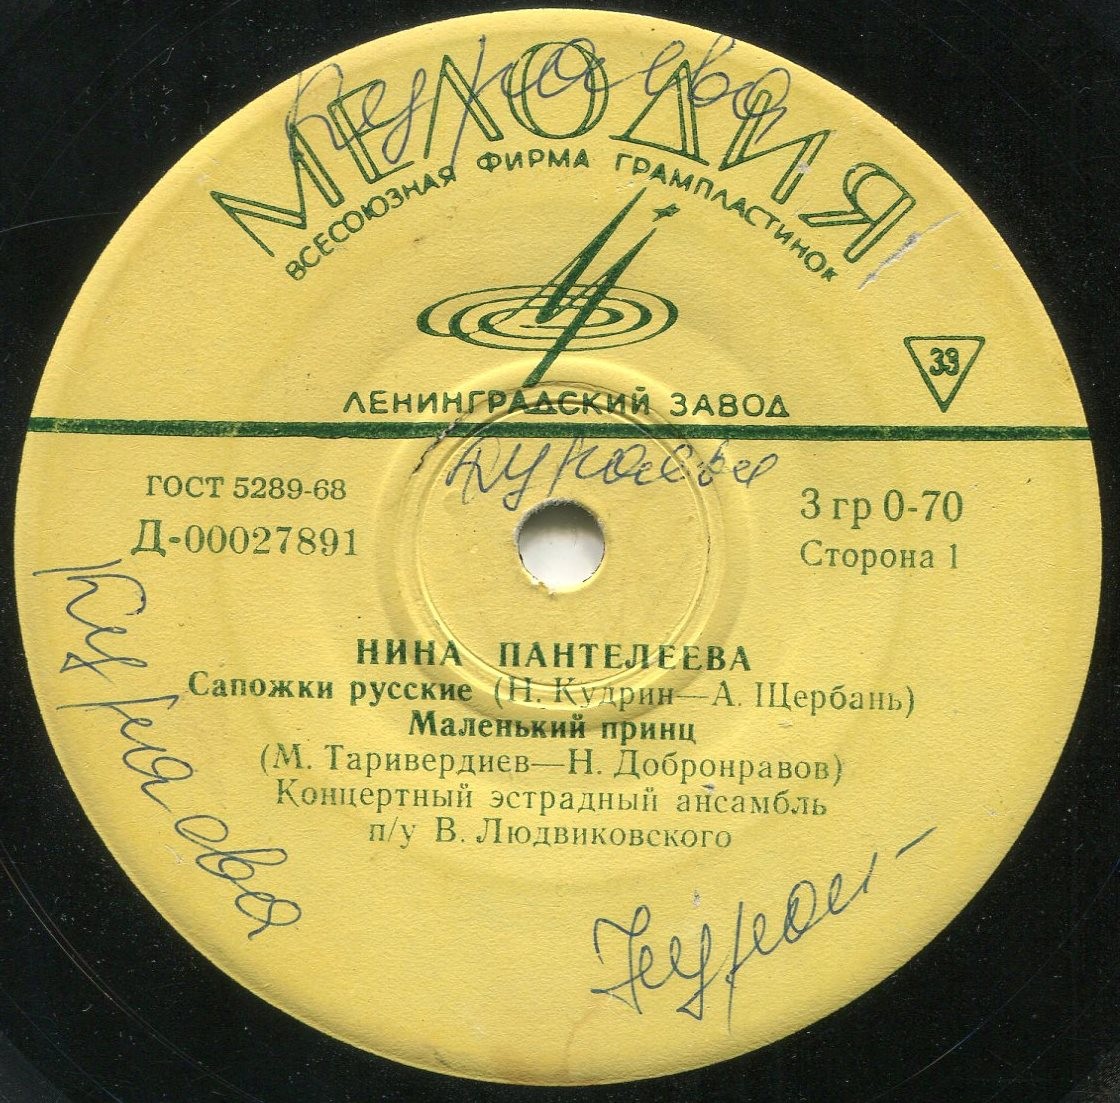 МЕЛОДИЯ
ВСЕСОЮЗНАЯ ФИРМА ГРАМПЛАСТИНОК
33
ЛЕНИНГРАДСКИЙ ЗАВОД
ГОСТ 5289-68
Д-00027891
3 гр 0-70
Сторона 1
НИНА ПАНТЕЛЕЕВА
Сапожки русские (Н. Кудрин—А. Щербань)
Маленький принц
(М. Таривердиев—Н. Добронравов)
Концертный эстрадный ансамбль
п/у В. Людвиковского